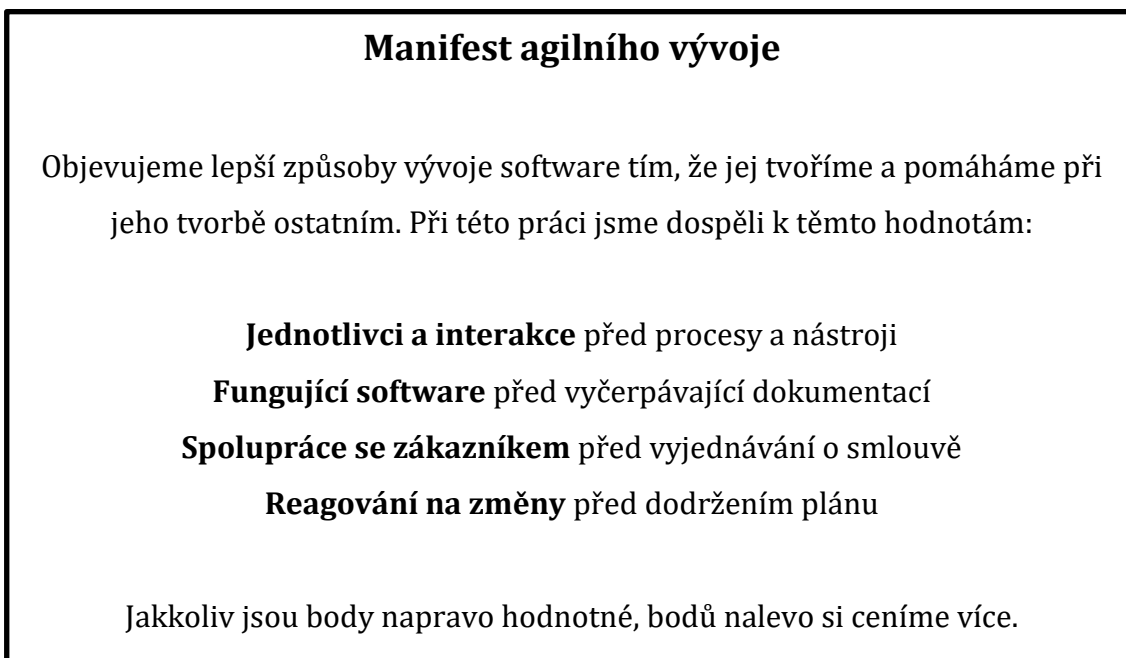 Manifest agilního vývoje
Objevujeme lepší způsoby vývoje software tím, že jej tvoříme a pomáháme při
jeho tvorbě ostatním. Při této práci jsme dospěli k těmto hodnotám:
Jednotlivci a interakce před procesy a nástroji
Fungující software před vyčerpávající dokumentací
Spolupráce se zákazníkem před vyjednávání o smlouvě
Reagování na změny před dodržením plánu
Jakkoliv jsou body napravo hodnotné, bodů nalevo si ceníme více.